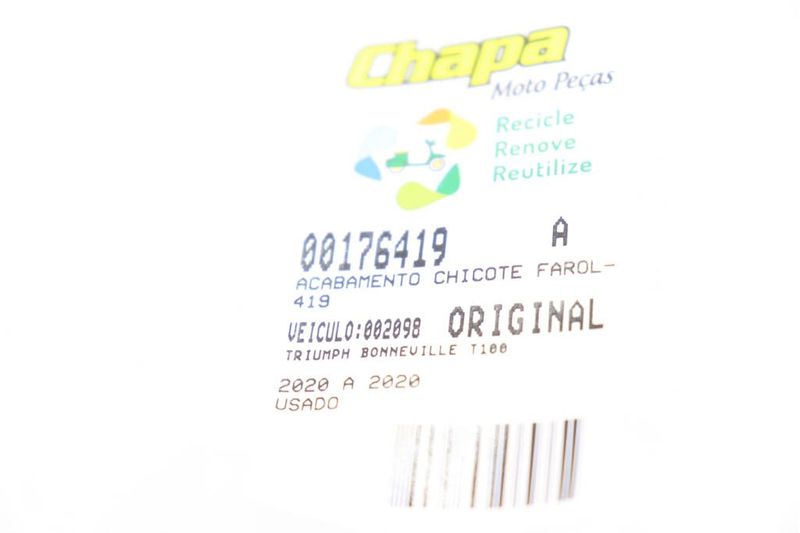 Chapa
Moto Peças
Recicle
Renove
Reutilize
00176419 A
ACABAMENTO CHICOTE FAROL-
419
VEICULO:002098 ORIGINAL
TRIUMPH BONNEVILLE T100
2020 A 2020
USADO